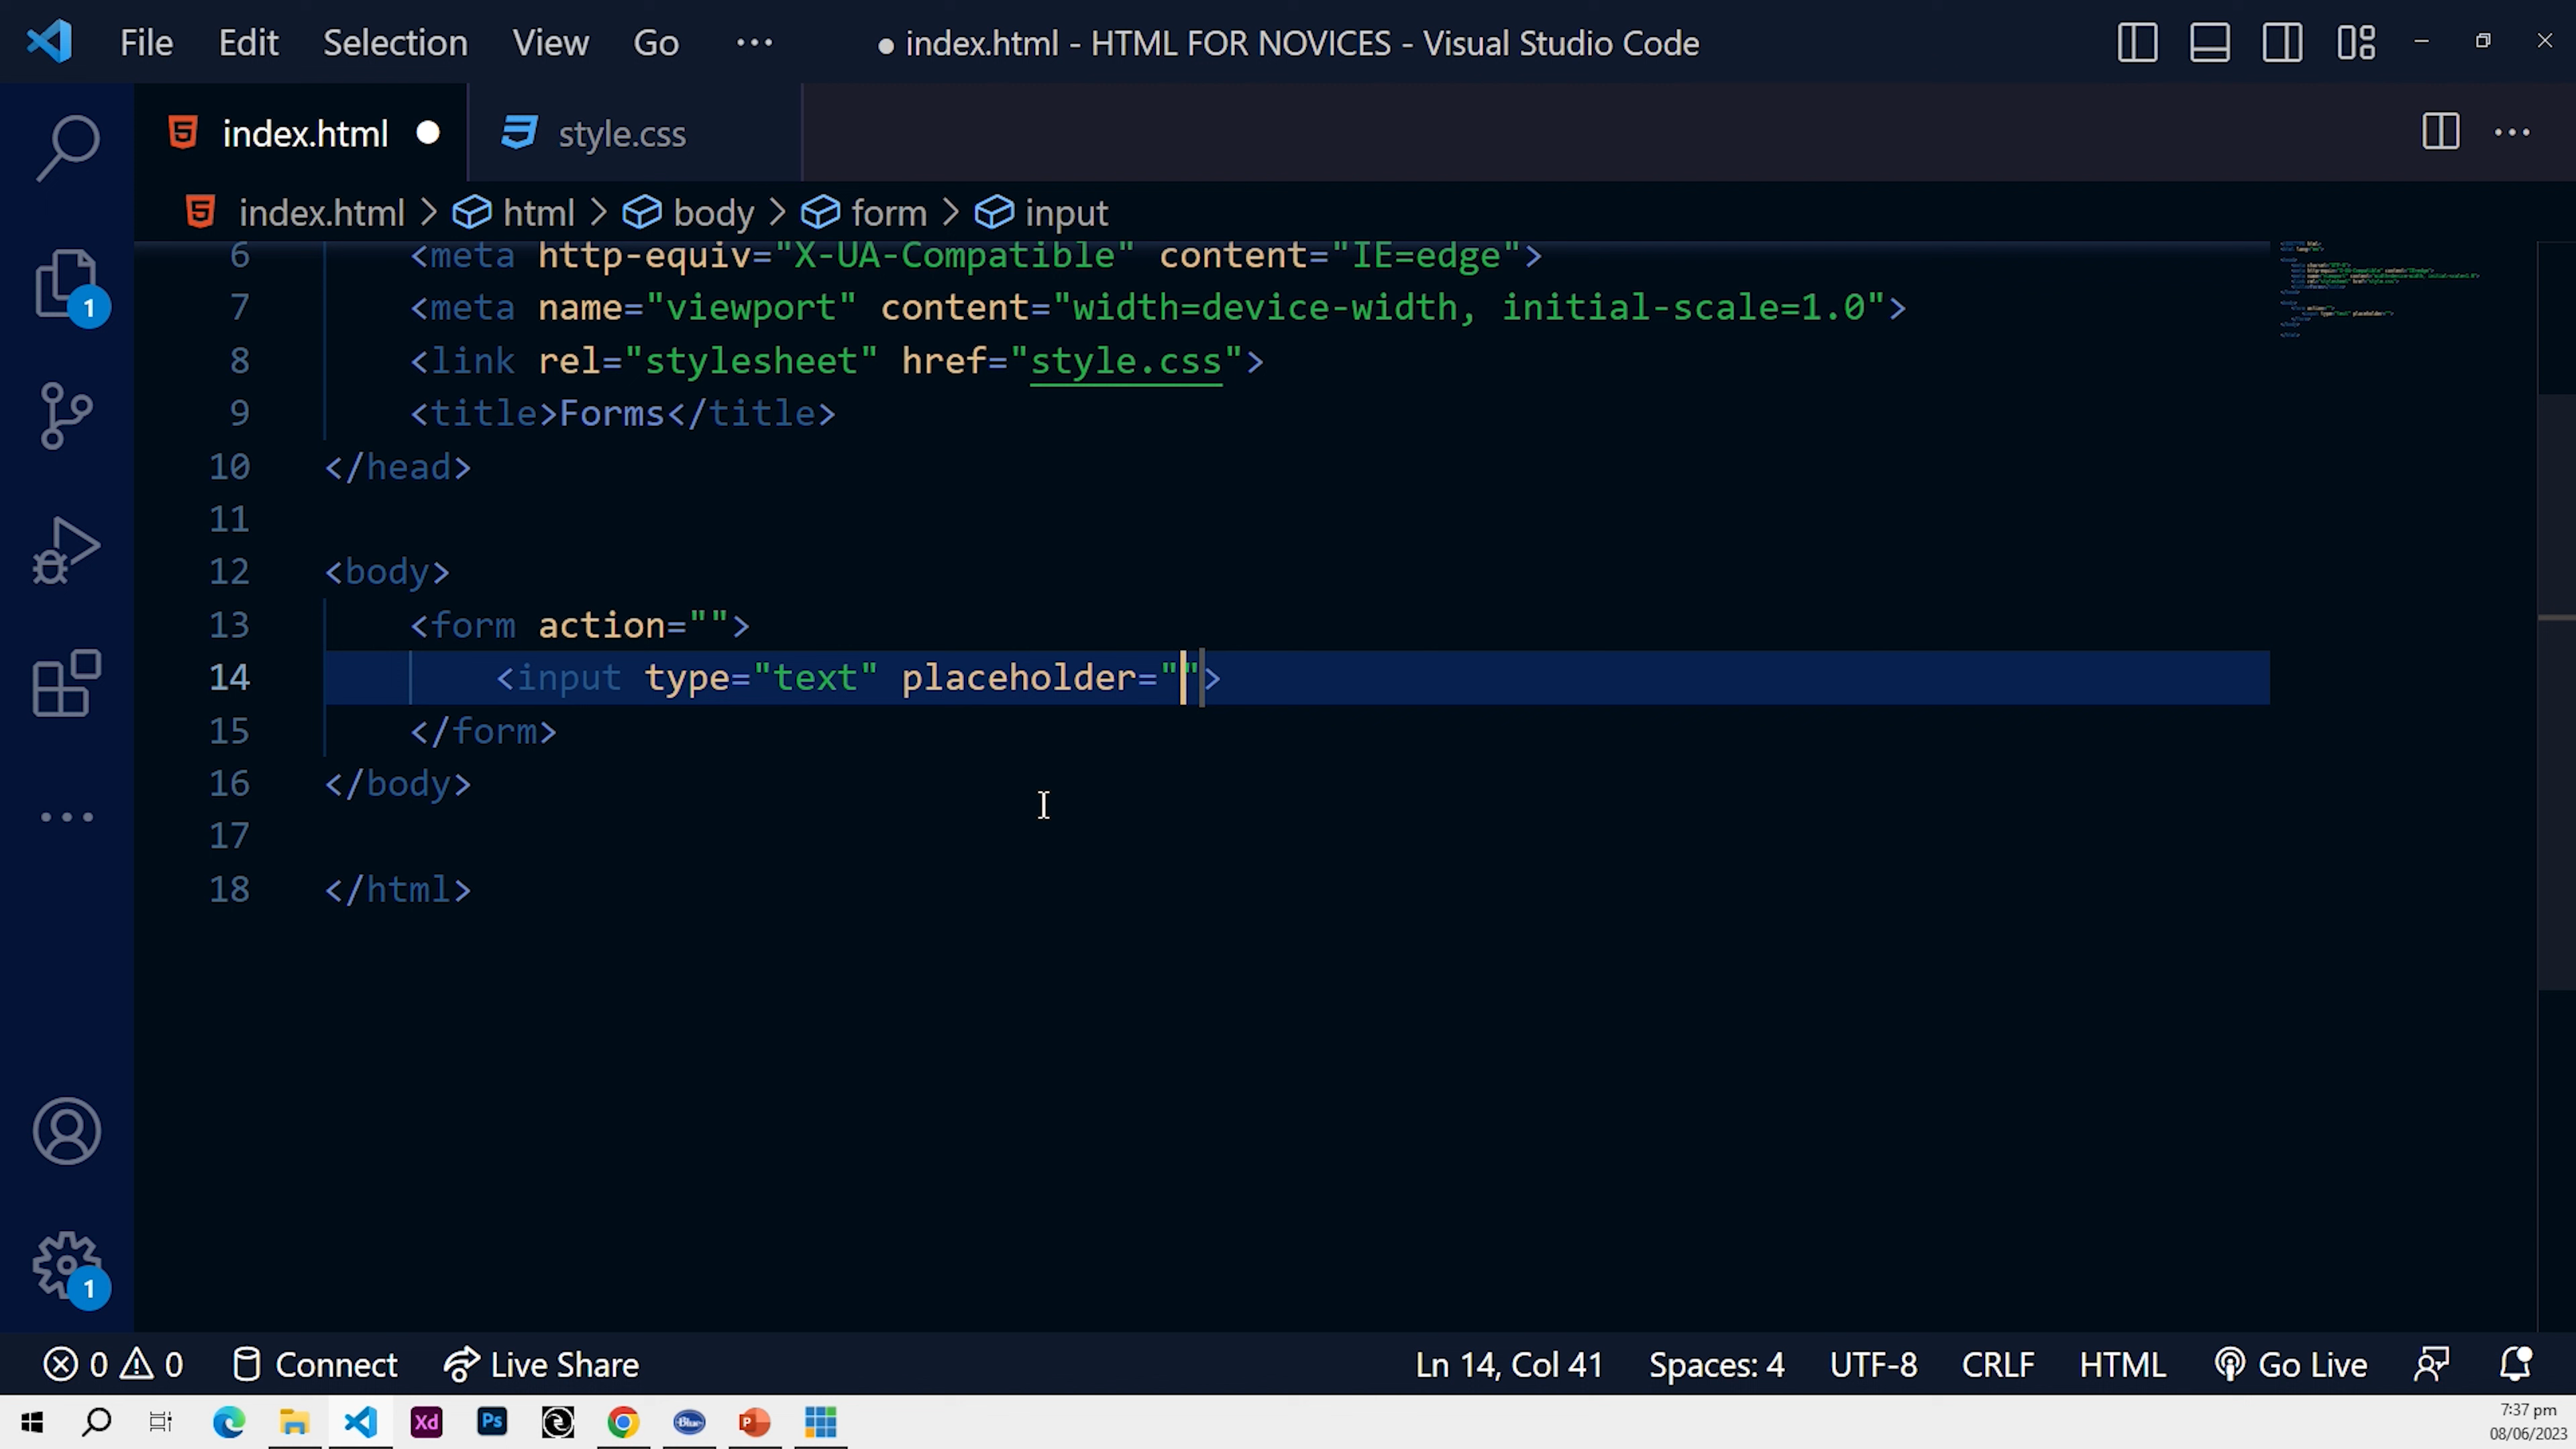 File Edit Selection View Go ··· ● index.html - HTML FOR NOVICES - Visual Studio Code
index.html ● style.css ···
index.html > html > body > form > input
6 <meta http-equiv="X-UA-Compatible" content="IE=edge">
7 <meta name="viewport" content="width=device-width, initial-scale=1.0">
8 <link rel="stylesheet" href="style.css">
9 <title>Forms</title>
10 </head>
11
12 <body>
13 <form action="">
14 <input type="text" placeholder="">
15 </form>
16 </body>
17
18 </html>
1
1
0 0 Connect Live Share Ln 14, Col 41 Spaces: 4 UTF-8 CRLF HTML Go Live
Xd Ps Blue P
7:37 pm
08/06/2023